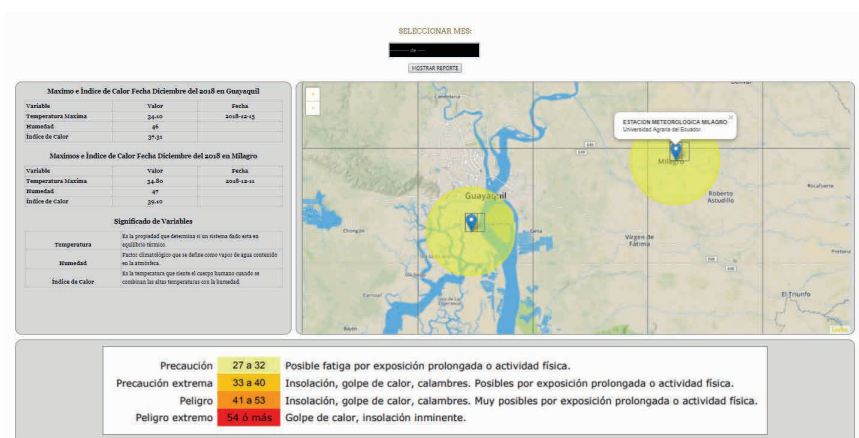 SELECCIONAR MES:
-------- de ----
MOSTRAR REPORTE
Maximo e Índice de Calor Fecha Diciembre del 2018 en Guayaquil
Variable Valor Fecha
Temperatura Maxima 34.10 2018-12-15
Humedad 46
Índice de Calor 37.31
Maximos e Índice de Calor Fecha Diciembre del 2018 en Milagro
Variable Valor Fecha
Temperatura Maxima 34.80 2018-12-11
Humedad 47
Índice de Calor 39.10
Significado de Variables
Temperatura Es la propiedad que determina si un sistema dado esta en
equilibrio térmico.
Humedad Factor climatológico que se define como vapor de agua contenido
en la atmósfera.
Índice de Calor Es la temperatura que siente el cuerpo humano cuando se
combinan las altas temperaturas con la humedad.
ESTACION METEOROLOGICA MILAGRO
Universidad Agraria del Ecuador.
Milagro
Guayaquil
Roberto
Astudillo
Rocafuerte
Chongon
Virgen de
Fátima
El Triunfo
Leaflet
Precaución 27 a 32 Posible fatiga por exposición prolongada o actividad física.
Precaución extrema 33 a 40 Insolación, golpe de calor, calambres. Posibles por exposición prolongada o actividad física.
Peligro 41 a 53 Insolación, golpe de calor, calambres. Muy posibles por exposición prolongada o actividad física.
Peligro extremo 54 ó más Golpe de calor, insolación inminente.